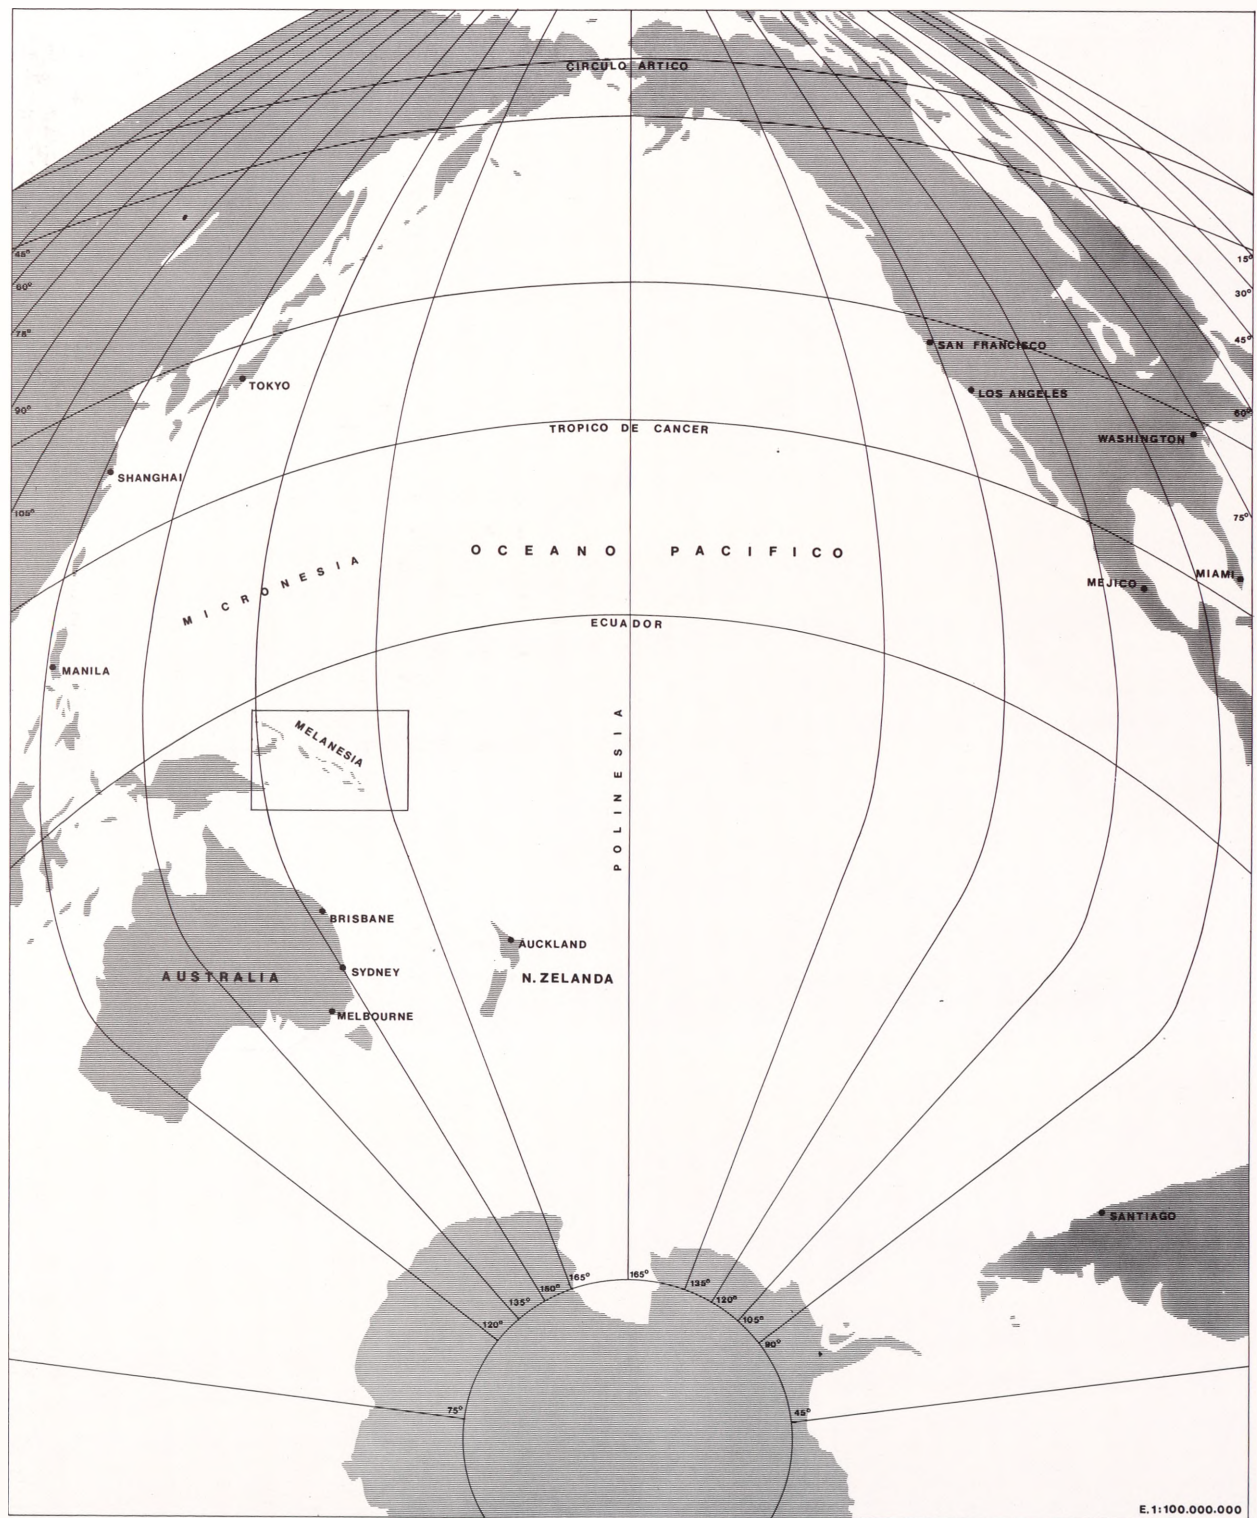 CIRCULO ARTICO
45°
60°
75°
90°
105°
15°
30°
45°
60°
75°
SAN FRANCISCO
TOKYO
LOS ANGELES
TROPICO DE CANCER
WASHINGTON
SHANGHAI
OCEANO PACIFICO
MICRONESIA
MIAMI
MEJICO
ECUADOR
MANILA
MELANESIA
POLINESIA
BRISBANE
AUCKLAND
SYDNEY
AUSTRALIA
N. ZELANDA
MELBOURNE
SANTIAGO
165°
165°
150°
135°
135°
120°
120°
105°
90°
75°
45°
E. 1:100.000.000